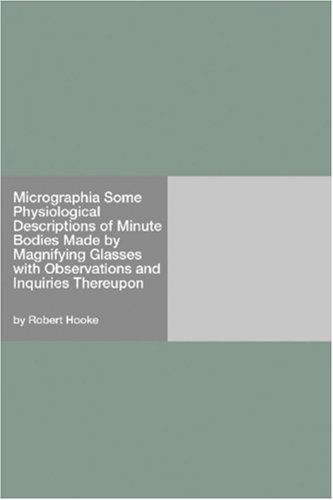 Micrographia Some
Physiological
Descriptions of Minute
Bodies Made by
Magnifying Glasses
with Observations and
Inquiries Thereupon
by Robert Hooke